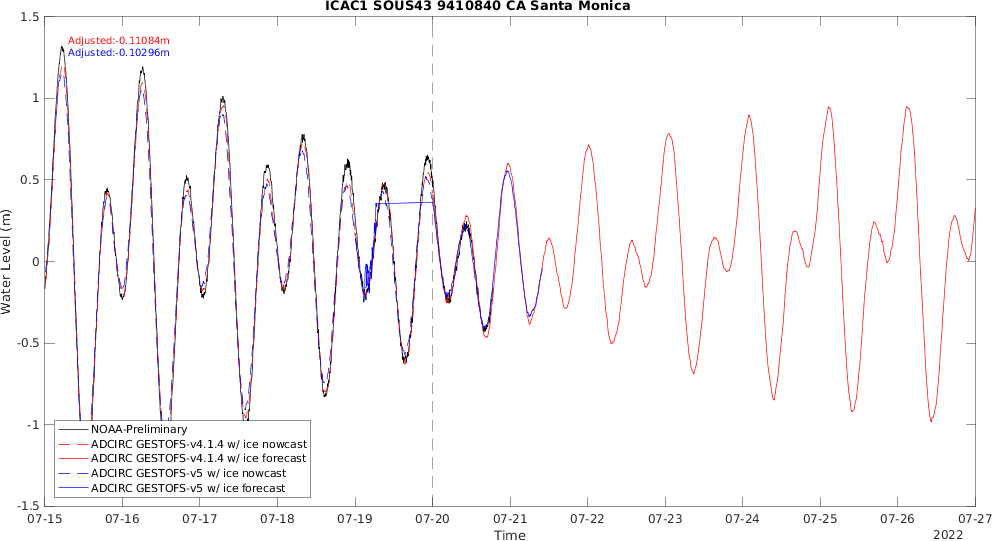 ICAC1 SOUS43 9410840 CA Santa Monica
Adjusted:-0.11084m
Adjusted:-0.10296m
1.5
1
0.5
0
-0.5
-1
-1.5
Water Level (m)
NOAA-Preliminary
ADCIRC GESTOFS-v4.1.4 w/ ice nowcast
ADCIRC GESTOFS-v4.1.4 w/ ice forecast
ADCIRC GESTOFS-v5 w/ ice nowcast
ADCIRC GESTOFS-v5 w/ ice forecast
07-15 07-16 07-17 07-18 07-19 07-20 07-21 07-22 07-23 07-24 07-25 07-26 07-27
Time
2022